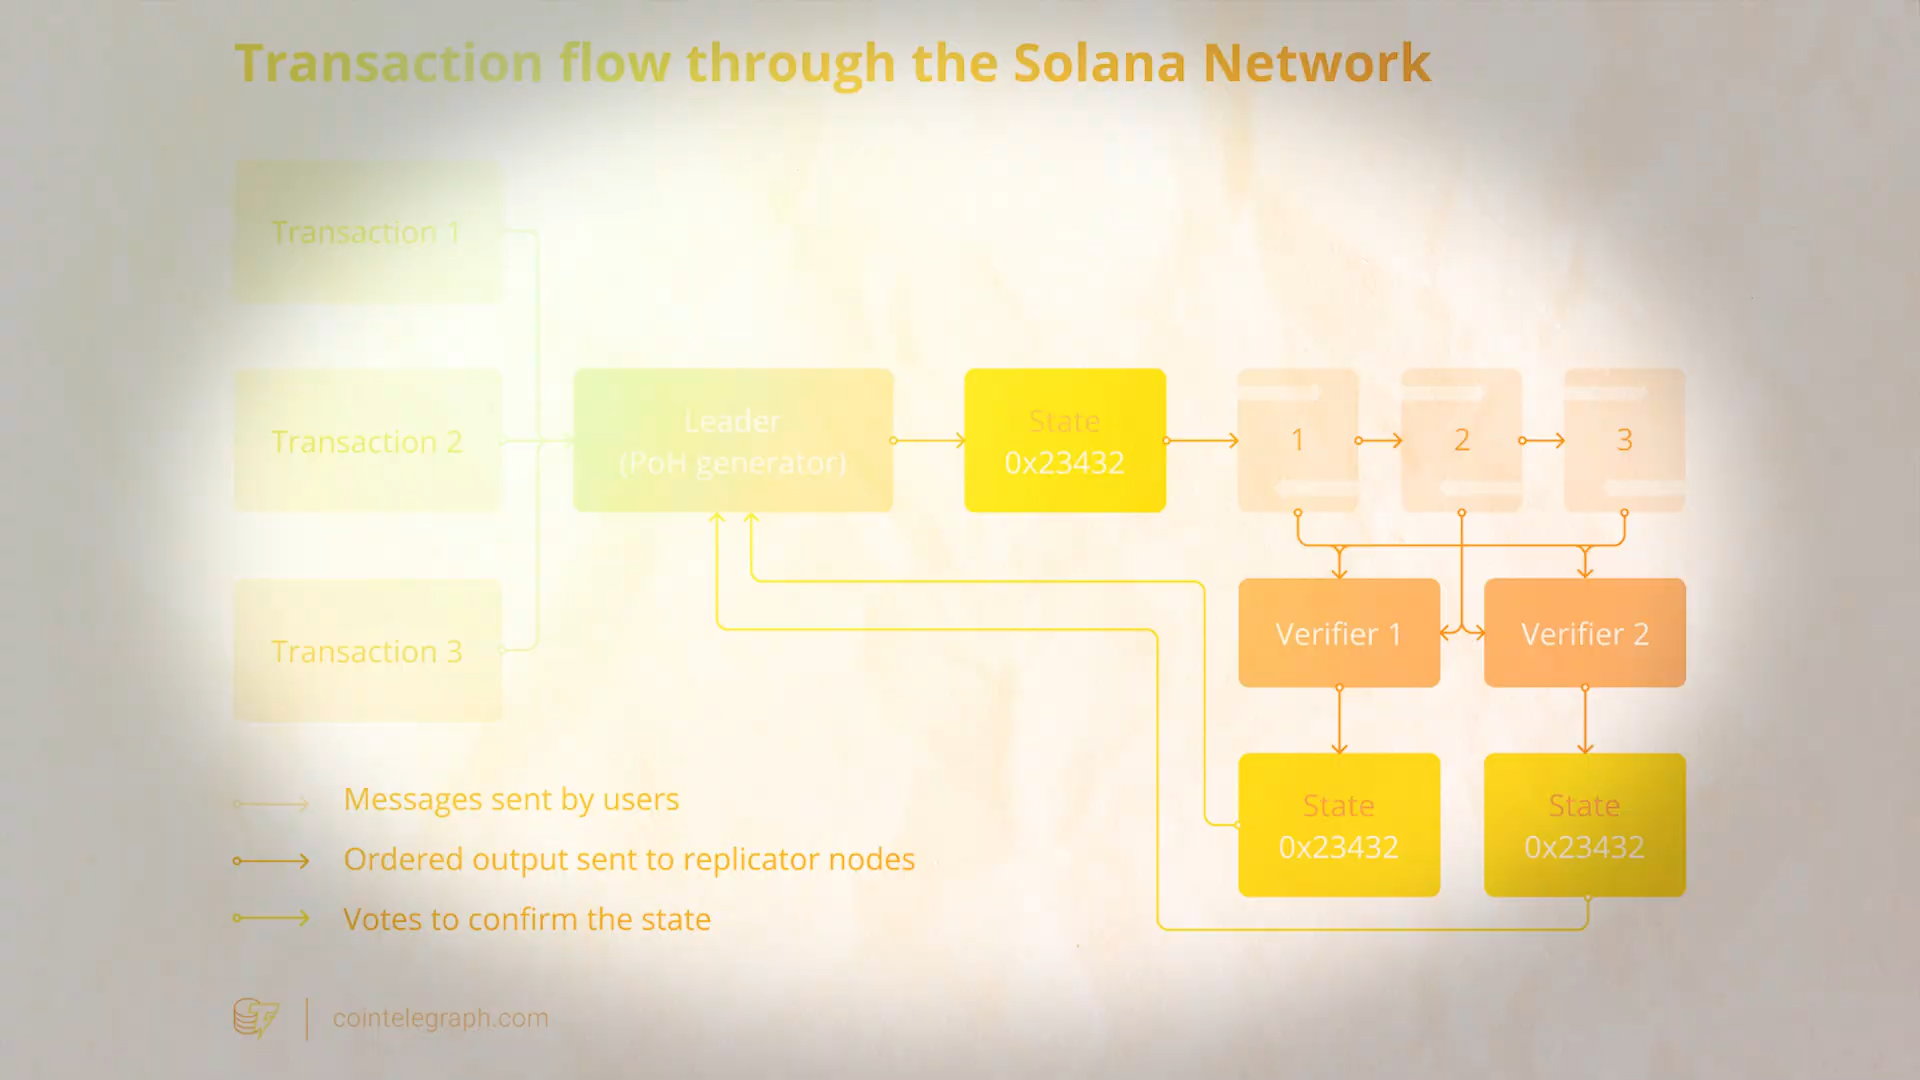 Transaction flow through the Solana Network
Transaction 1
Transaction 2
Transaction 3
Leader
(PoH generator)
State
0x23432
1
2
3
Verifier 1
Verifier 2
State
0x23432
State
0x23432
Messages sent by users
Ordered output sent to replicator nodes
Votes to confirm the state
cointelegraph.com